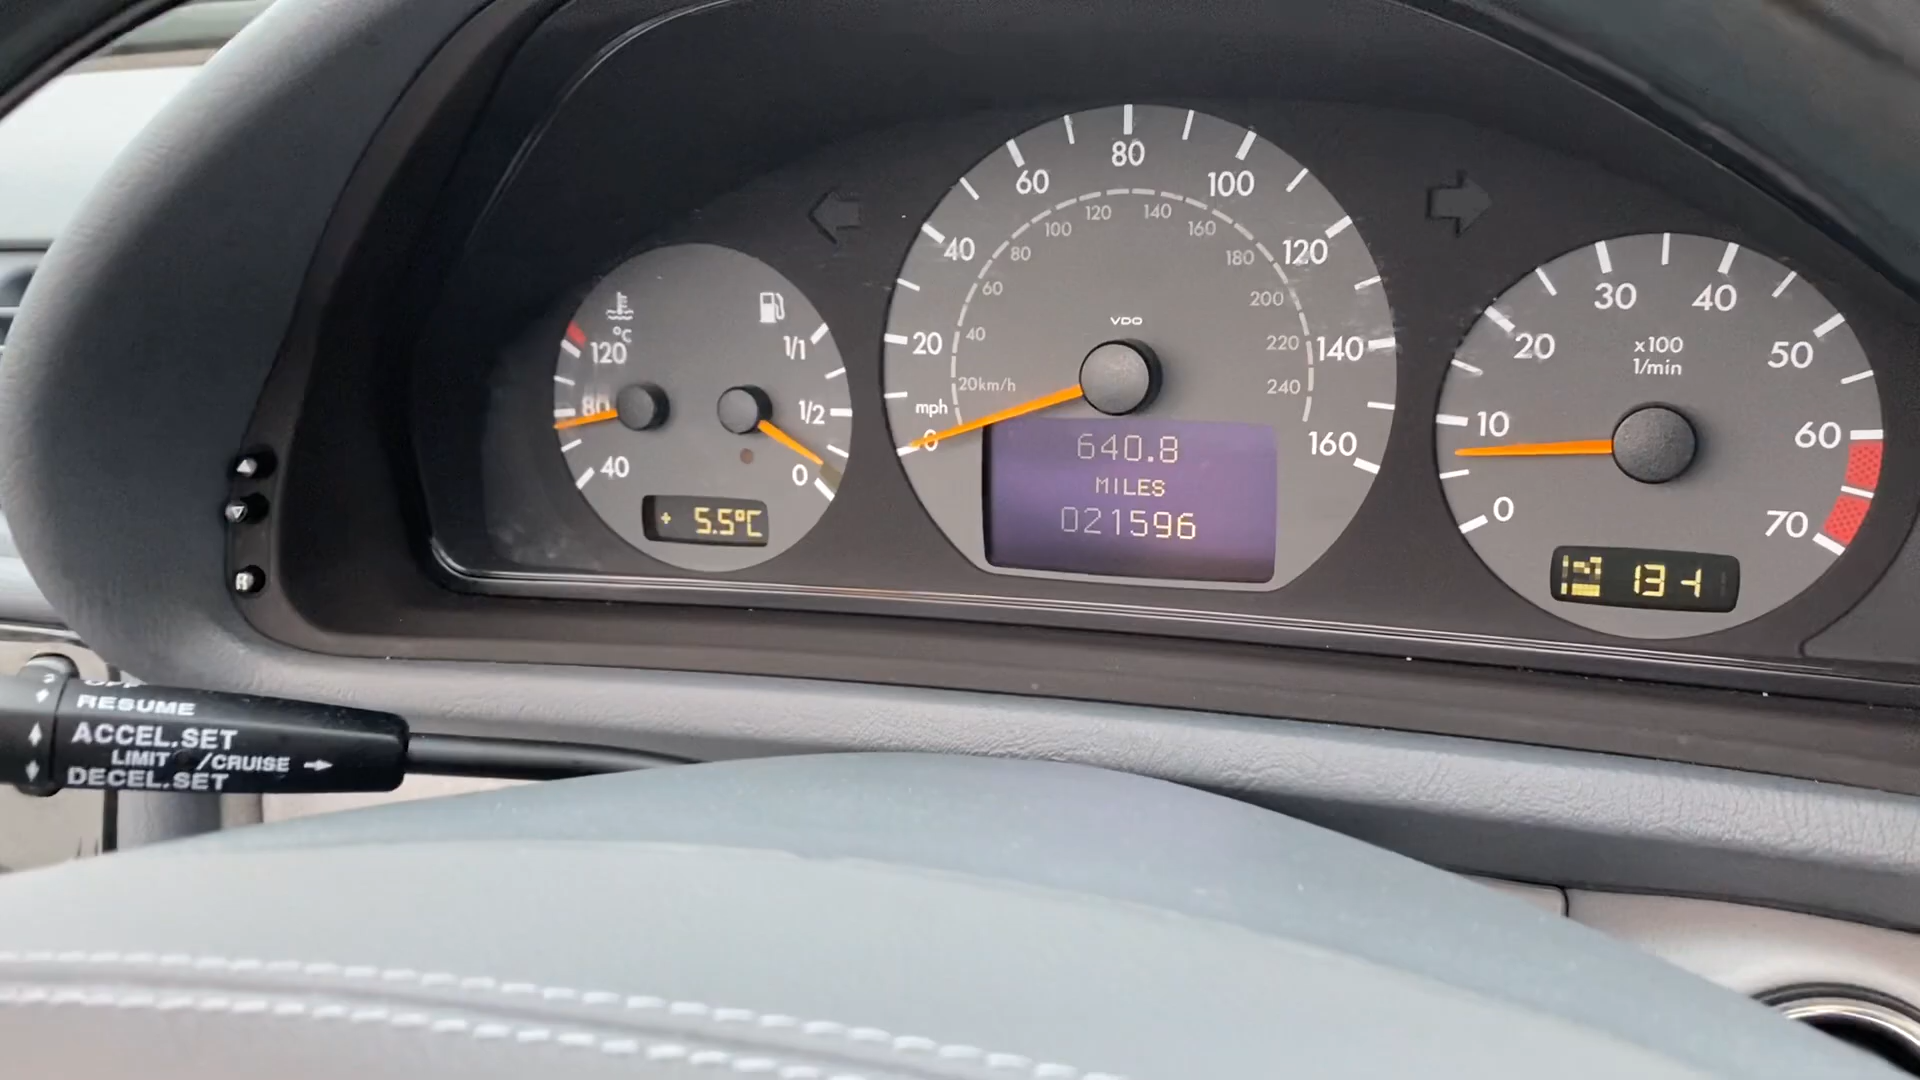 °C
120
80
40
1/1
1/2
0
+ 5.5°C
0
20
40
60
80
100
120
140
160
mph
20km/h
40
60
80
100
120
140
160
180
200
220
240
VDO
640.8
MILES
021596
0
10
20
30
40
50
60
70
x100
1/min
R
RESUME
ACCEL.SET
LIMIT /CRUISE
DECEL.SET